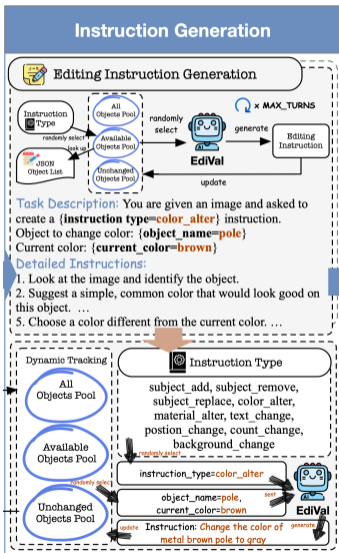 Instruction Generation
Editing Instruction Generation
Instruction
Type
All
Objects Pool
randomly select
look up
Available
Objects Pool
JSON
Object List
Unchanged
Objects Pool
randomly
select
EdiVal
x MAX_TURNS
generate
Editing
Instruction
update
Task Description: You are given an image and asked to
create a {instruction type=color_alter} instruction.
Object to change color: {object_name=pole}
Current color: {current_color=brown}
Detailed Instructions:
1. Look at the image and identify the object.
2. Suggest a simple, common color that would look good on
this object. ...
5. Choose a color different from the current color. ...
Dynamic Tracking
All
Objects Pool
Available
Objects Pool
Unchanged
Objects Pool
Instruction Type
subject_add, subject_remove,
subject_replace, color_alter,
material_alter, text_change,
postion_change, count_change,
background_change
randomly select
instruction_type=color_alter
randomly select
object_name=pole,
current_color=brown
sent
EdiVal
update
generate
Instruction: Change the color of
metal brown pole to gray